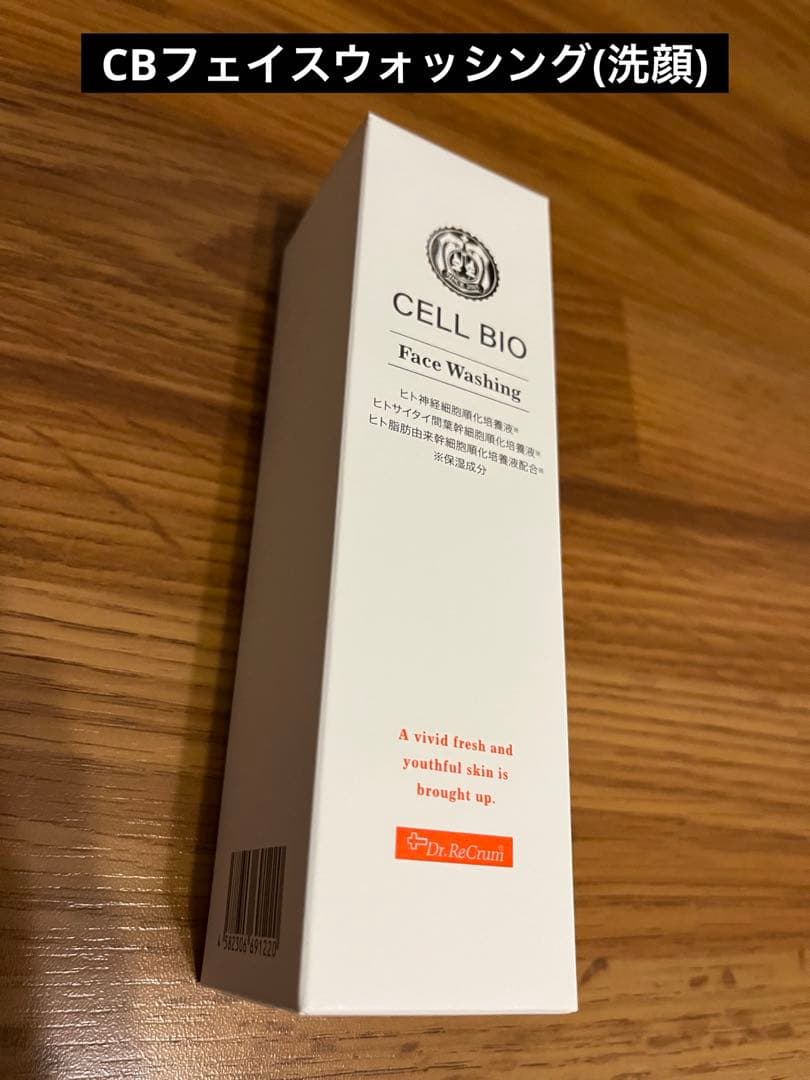 CBフェイスウォッシング(洗顔)
CELL BIO
Face Washing
ヒト神経細胞順化培養液※
ヒトサイタイ間葉幹細胞順化培養液※
ヒト脂肪由来幹細胞順化培養液配合※
※保湿成分
A vivid fresh and
youthful skin is
brought up.
Dr. ReCrum
4 582306 691220